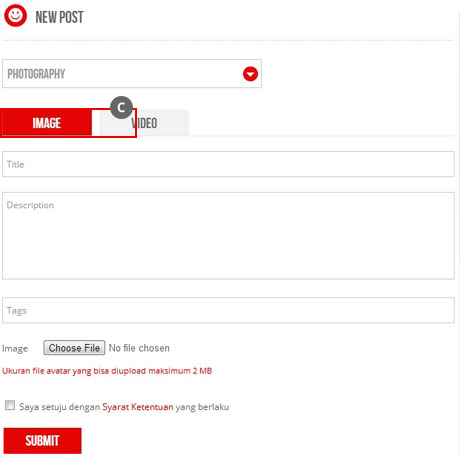 NEW POST
PHOTOGRAPHY
C
IMAGE VIDEO
Title
Description
Tags
Image Choose File No file chosen
Ukuran file avatar yang bisa diupload maksimum 2 MB
Saya setuju dengan Syarat Ketentuan yang berlaku
SUBMIT